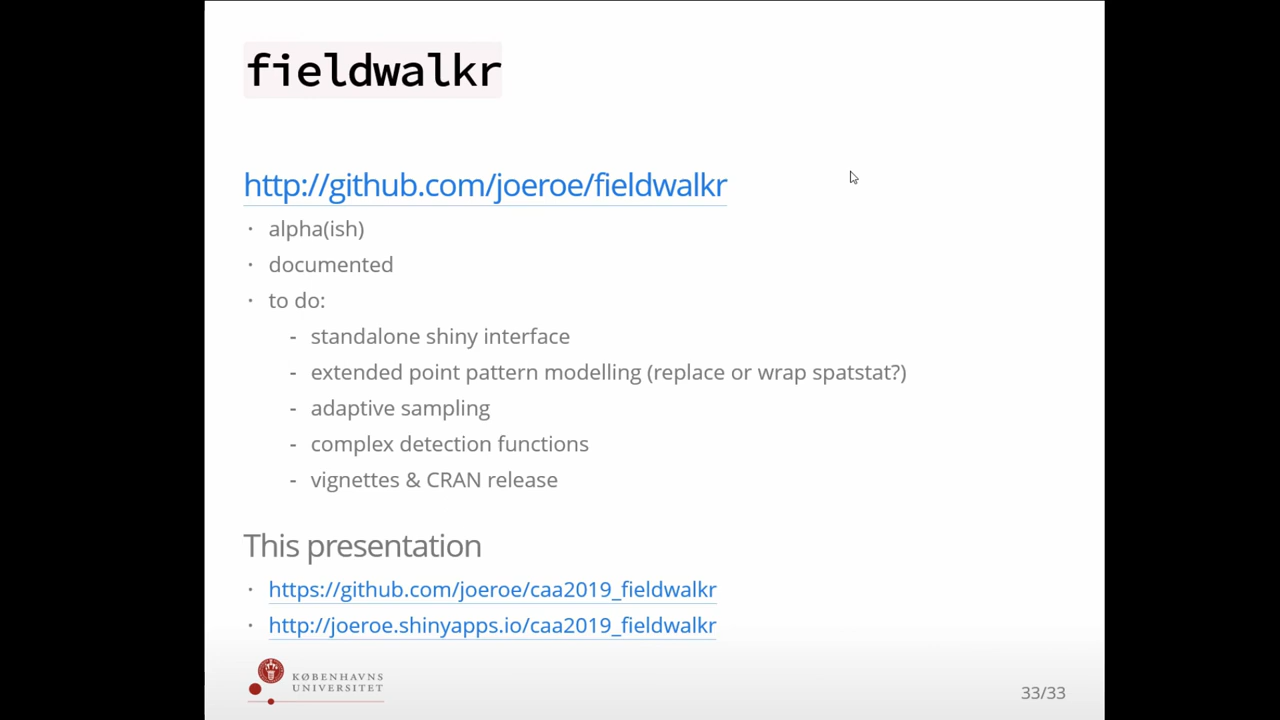 fieldwalkr
http://github.com/joeroe/fieldwalkr
· alpha(ish)
· documented
· to do:
- standalone shiny interface
- extended point pattern modelling (replace or wrap spatstat?)
- adaptive sampling
- complex detection functions
- vignettes & CRAN release
This presentation
· https://github.com/joeroe/caa2019_fieldwalkr
· http://joeroe.shinyapps.io/caa2019_fieldwalkr
KØBENHAVNS
UNIVERSITET
33/33